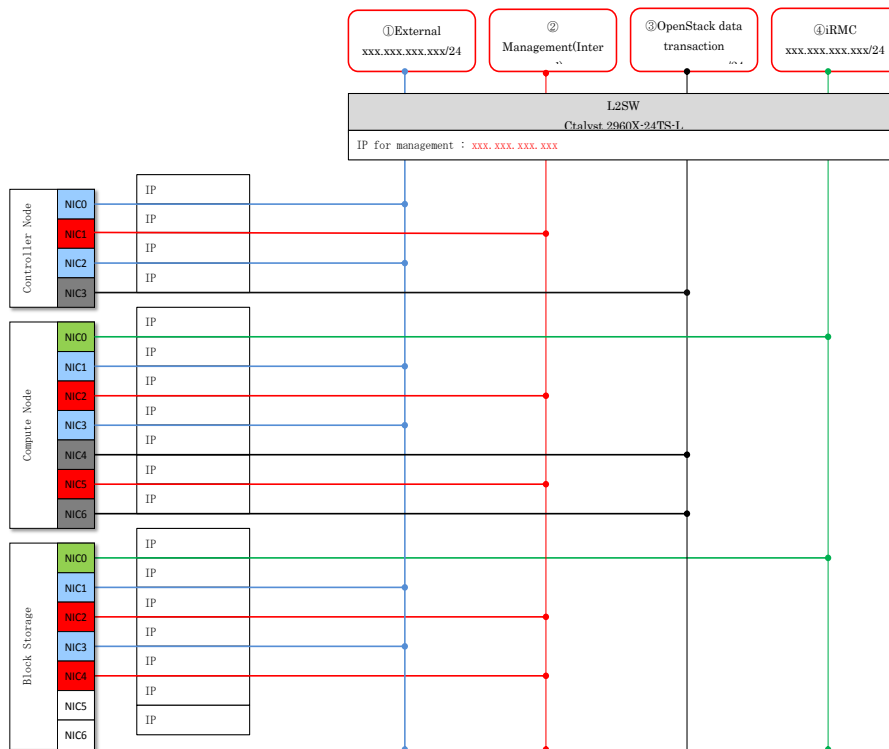 ①External
xxx.xxx.xxx.xxx/24
②
Management(Inter
③OpenStack data
transaction
④iRMC
xxx.xxx.xxx.xxx/24
L2SW
Ctalyst 2960X-24TS-L
IP for management : xxx.xxx.xxx.xxx
Controller Node
NIC0
IP
NIC1
IP
NIC2
IP
NIC3
IP
Compute Node
NIC0
IP
NIC1
IP
NIC2
IP
NIC3
IP
NIC4
IP
NIC5
IP
NIC6
IP
Block Storage
NIC0
IP
NIC1
IP
NIC2
IP
NIC3
IP
NIC4
IP
NIC5
IP
NIC6
IP